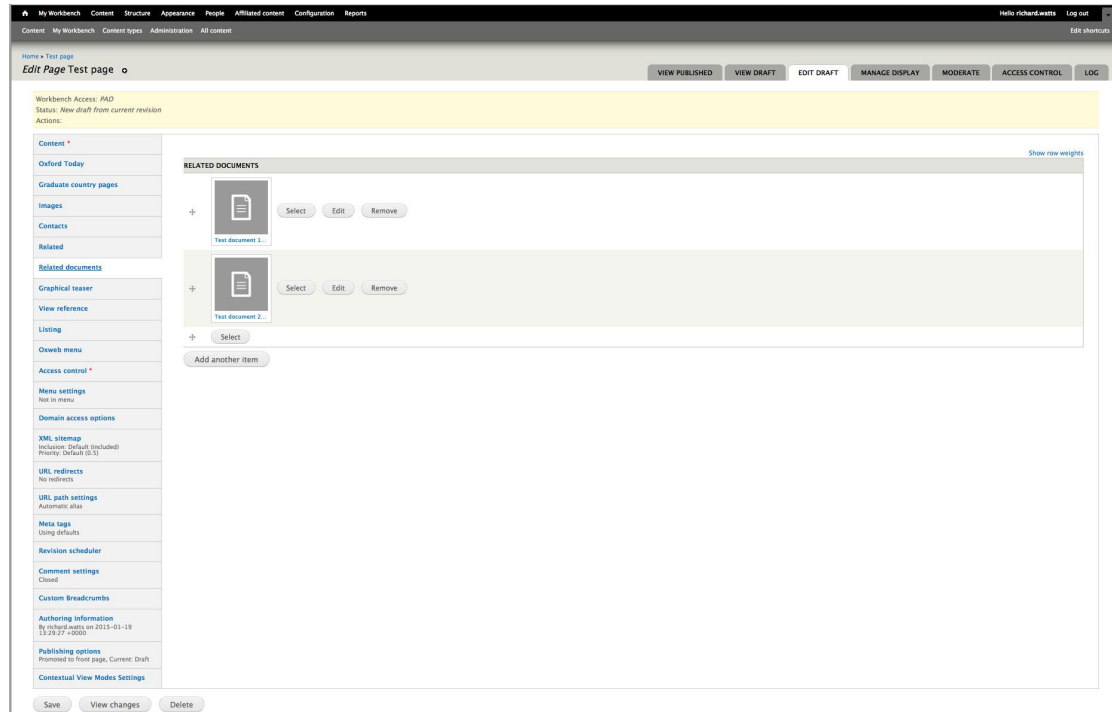 My Workbench Content Structure Appearance People Affiliated content Configuration Reports Hello richard.watts Log out
Content My Workbench Content types Administration All content Edit shortcuts
Home » Test page
Edit Page Test page
VIEW PUBLISHED VIEW DRAFT EDIT DRAFT MANAGE DISPLAY MODERATE ACCESS CONTROL LOG
Workbench Access: PAD
Status: New draft from current revision
Actions:
Content *
Oxford Today
Graduate country pages
Images
Contacts
Related
Related documents
Graphical teaser
View reference
Listing
Oxweb menu
Access control *
Menu settings
Not in menu
Domain access options
XML sitemap
Inclusion: Default (included)
Priority: Default (0.5)
URL redirects
No redirects
URL path settings
Automatic alias
Meta tags
Using defaults
Revision scheduler
Comment settings
Closed
Custom Breadcrumbs
Authoring information
By richard.watts on 2015-01-19
13:29:27 +0000
Publishing options
Promoted to front page, Current: Draft
Contextual View Modes Settings
Show row weights
RELATED DOCUMENTS
Select Edit Remove
Test document 1...
Select Edit Remove
Test document 2...
Select
Add another item
Save View changes Delete